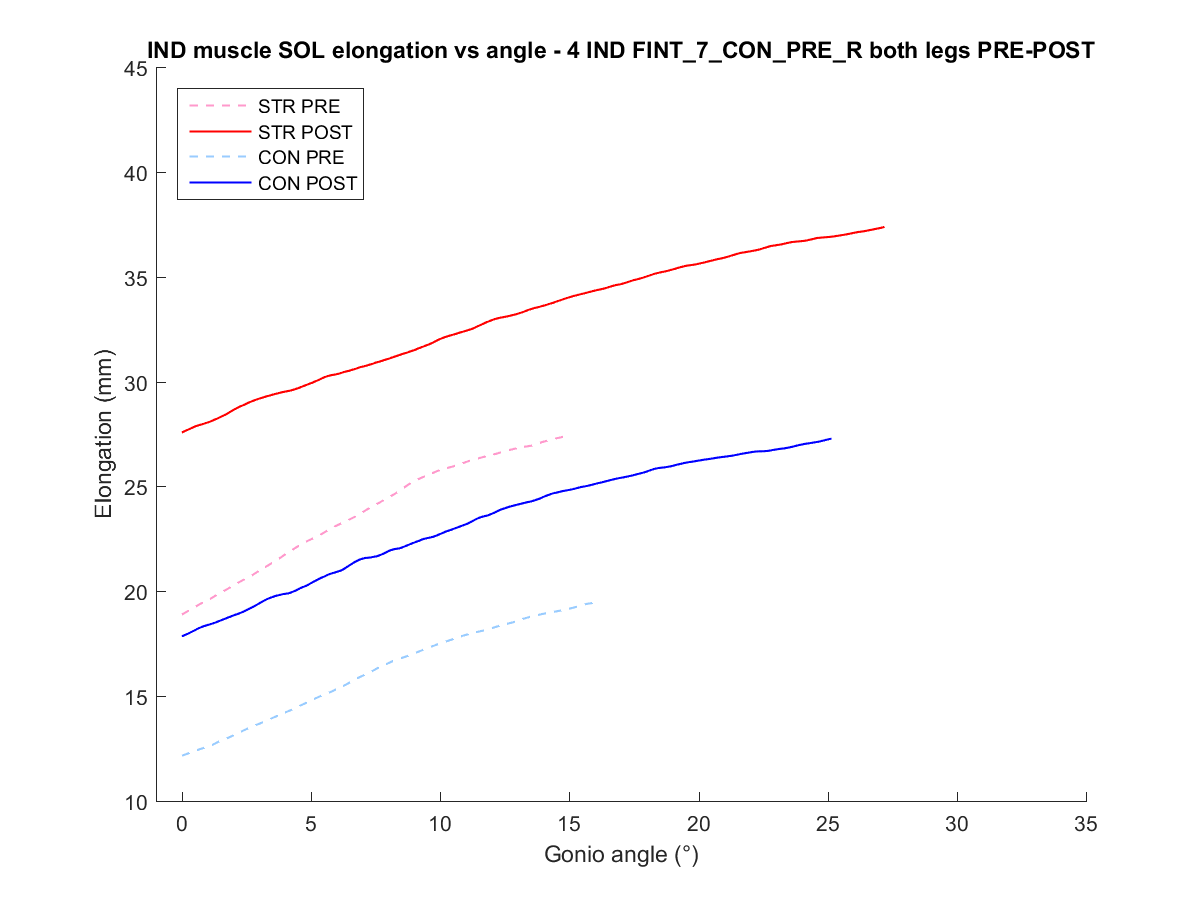 IND muscle SOL elongation vs angle - 4 IND FINT_7_CON_PRE_R both legs PRE-POST
45
40
35
30
25
20
15
10
Elongation (mm)
STR PRE
STR POST
CON PRE
CON POST
0 5 10 15 20 25 30 35
Gonio angle (°)